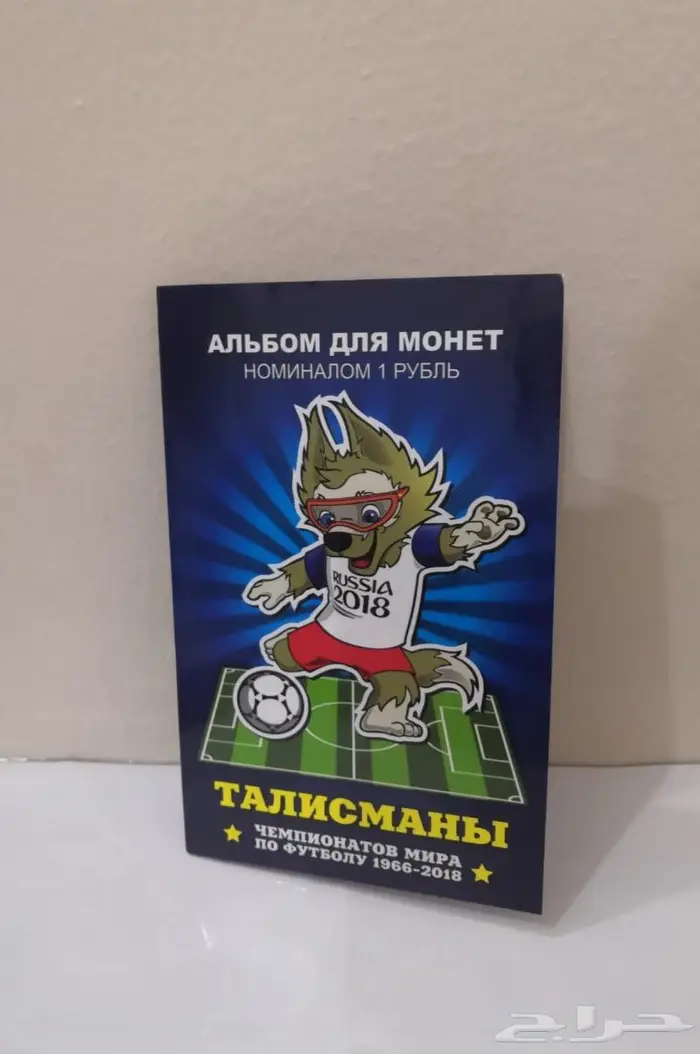 АЛЬБОМ ДЛЯ МОНЕТ
НОМИНАЛОМ 1 РУБЛЬ
RUSSIA
2018
ТАЛИСМАНЫ
ЧЕМПИОНАТОВ МИРА
ПО ФУТБОЛУ 1966-2018
حراج